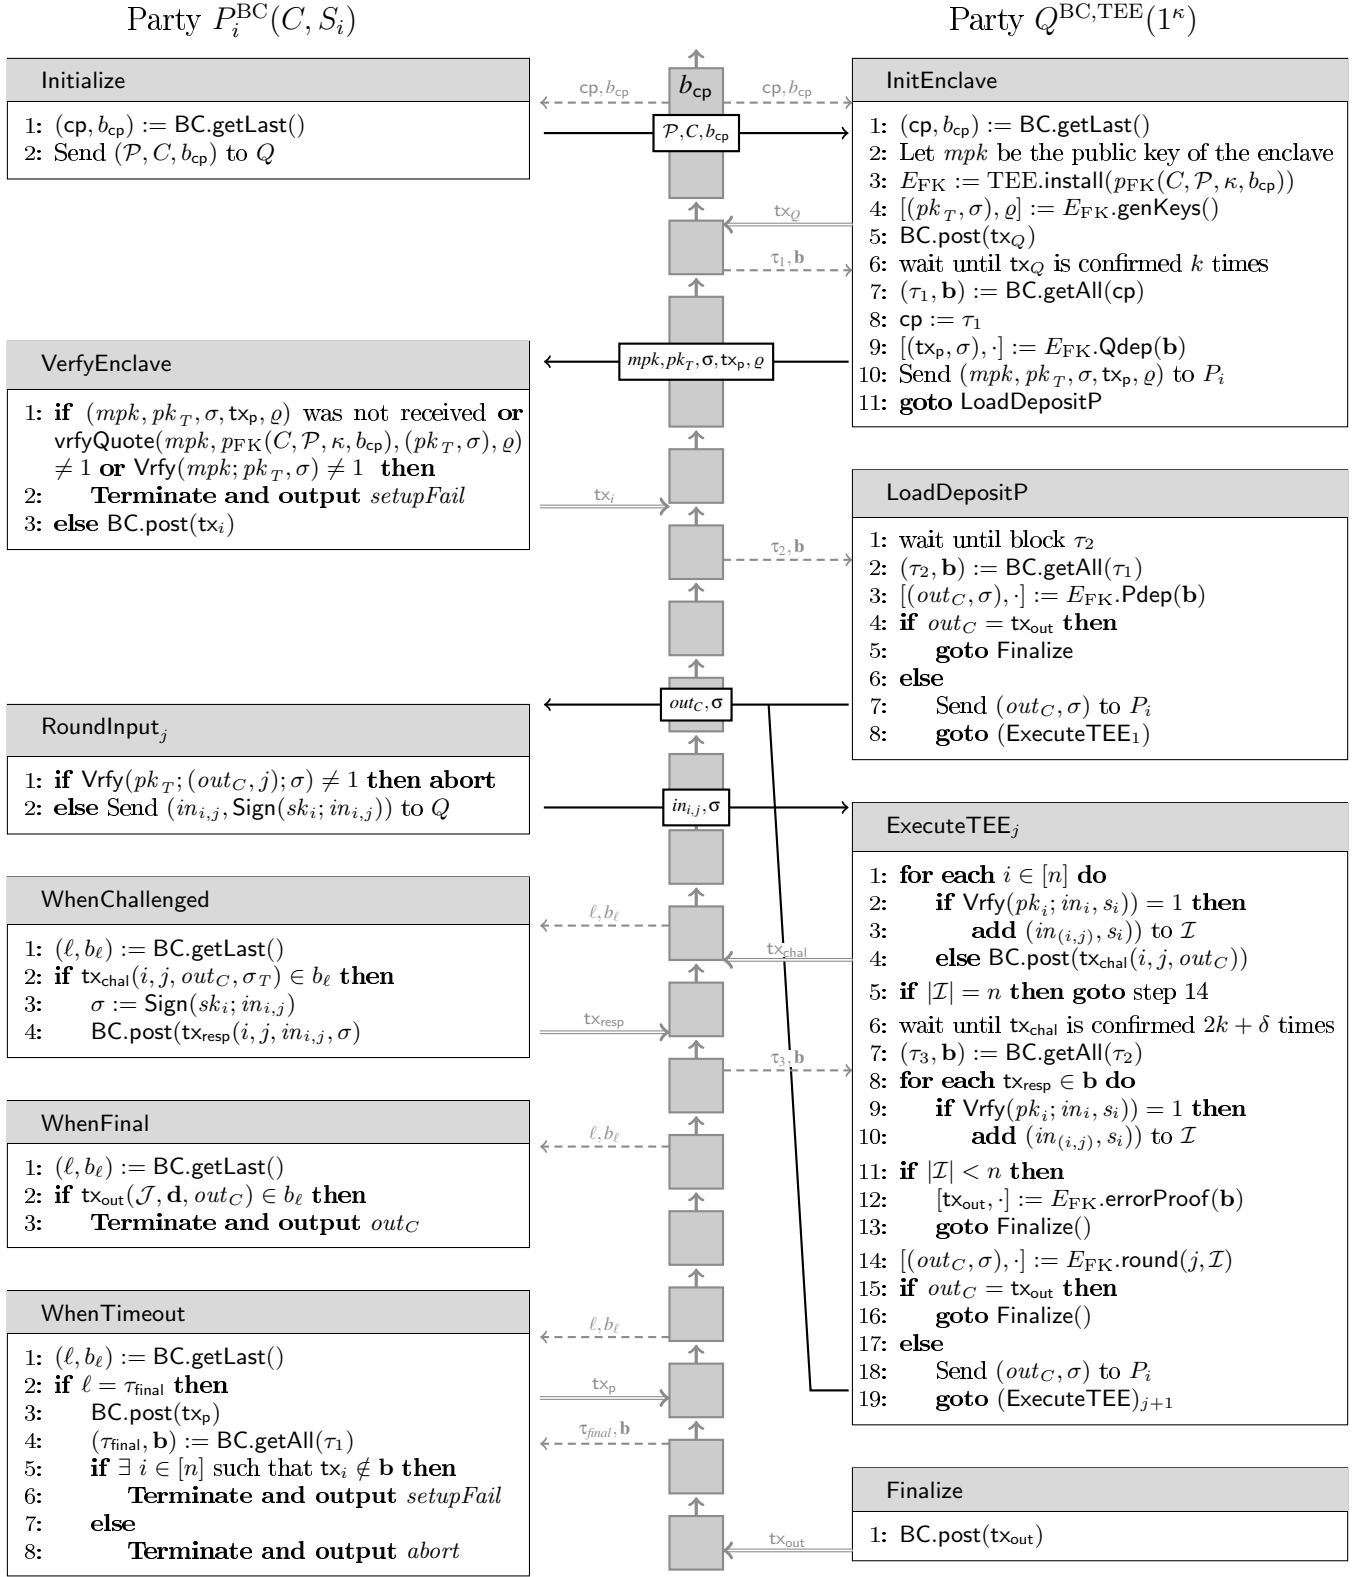 Party P_i^BC(C, S_i)
Initialize
1: (cp, b_cp) := BC.getLast()
2: Send (𝒫, C, b_cp) to Q
VerfyEnclave
1: if (mpk, pk_T, σ, tx_p, ϱ) was not received or
vrfyQuote(mpk, p_FK(C, 𝒫, κ, b_cp), (pk_T, σ), ϱ)
≠ 1 or Vrfy(mpk; pk_T, σ) ≠ 1 then
2: Terminate and output setupFail
3: else BC.post(tx_i)
RoundInput_j
1: if Vrfy(pk_T; (out_C, j); σ) ≠ 1 then abort
2: else Send (in_{i,j}, Sign(sk_i; in_{i,j})) to Q
WhenChallenged
1: (ℓ, b_ℓ) := BC.getLast()
2: if tx_chal(i, j, out_C, σ_T) ∈ b_ℓ then
3: σ := Sign(sk_i; in_{i,j})
4: BC.post(tx_resp(i, j, in_{i,j}, σ)
WhenFinal
1: (ℓ, b_ℓ) := BC.getLast()
2: if tx_out(𝒥, d, out_C) ∈ b_ℓ then
3: Terminate and output out_C
WhenTimeout
1: (ℓ, b_ℓ) := BC.getLast()
2: if ℓ = τ_final then
3: BC.post(tx_p)
4: (τ_final, b) := BC.getAll(τ_1)
5: if ∃ i ∈ [n] such that tx_i ∉ b then
6: Terminate and output setupFail
7: else
8: Terminate and output abort
b_cp
cp, b_cp
cp, b_cp
𝒫, C, b_cp
tx_Q
τ_1, b
mpk, pk_T, σ, tx_p, ϱ
tx_i
τ_2, b
out_C, σ
in_{i,j}, σ
ℓ, b_ℓ
tx_chal
tx_resp
τ_3, b
ℓ, b_ℓ
ℓ, b_ℓ
tx_p
τ_final, b
tx_out
Party Q^BC,TEE(1^κ)
InitEnclave
1: (cp, b_cp) := BC.getLast()
2: Let mpk be the public key of the enclave
3: E_FK := TEE.install(p_FK(C, 𝒫, κ, b_cp))
4: [(pk_T, σ), ϱ] := E_FK.genKeys()
5: BC.post(tx_Q)
6: wait until tx_Q is confirmed k times
7: (τ_1, b) := BC.getAll(cp)
8: cp := τ_1
9: [(tx_p, σ), ·] := E_FK.Qdep(b)
10: Send (mpk, pk_T, σ, tx_p, ϱ) to P_i
11: goto LoadDepositP
LoadDepositP
1: wait until block τ_2
2: (τ_2, b) := BC.getAll(τ_1)
3: [(out_C, σ), ·] := E_FK.Pdep(b)
4: if out_C = tx_out then
5: goto Finalize
6: else
7: Send (out_C, σ) to P_i
8: goto (ExecuteTEE_1)
ExecuteTEE_j
1: for each i ∈ [n] do
2: if Vrfy(pk_i; in_i, s_i)) = 1 then
3: add (in_(i,j), s_i)) to ℐ
4: else BC.post(tx_chal(i, j, out_C))
5: if |ℐ| = n then goto step 14
6: wait until tx_chal is confirmed 2k + δ times
7: (τ_3, b) := BC.getAll(τ_2)
8: for each tx_resp ∈ b do
9: if Vrfy(pk_i; in_i, s_i)) = 1 then
10: add (in_(i,j), s_i)) to ℐ
11: if |ℐ| < n then
12: [tx_out, ·] := E_FK.errorProof(b)
13: goto Finalize()
14: [(out_C, σ), ·] := E_FK.round(j, ℐ)
15: if out_C = tx_out then
16: goto Finalize()
17: else
18: Send (out_C, σ) to P_i
19: goto (ExecuteTEE)_{j+1}
Finalize
1: BC.post(tx_out)